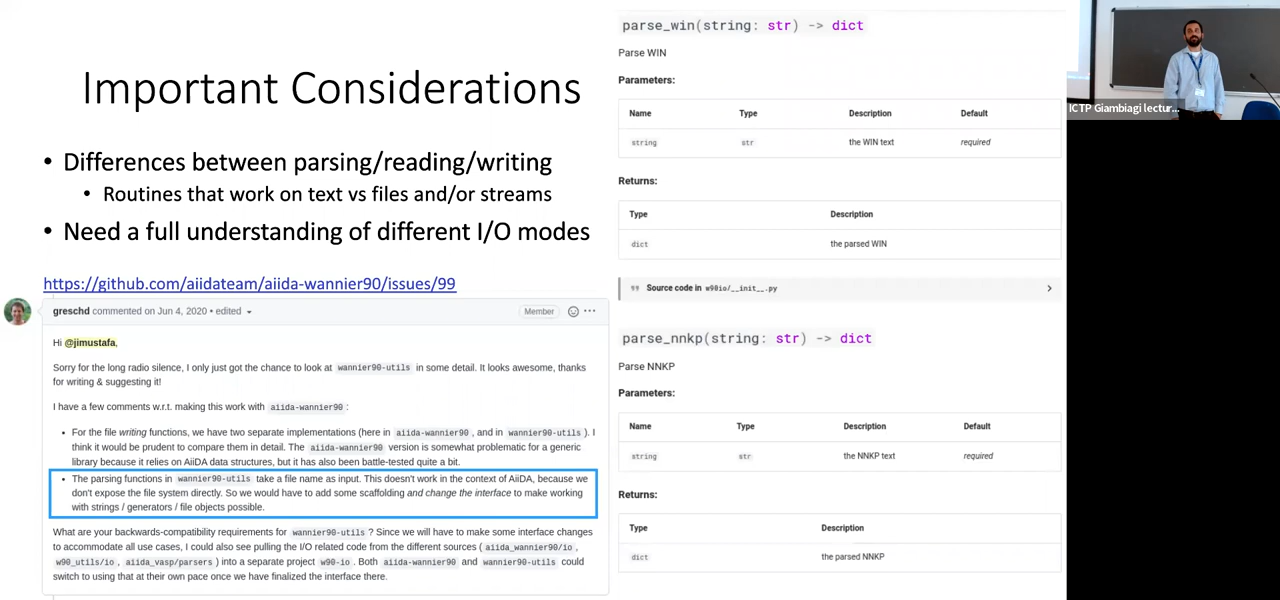 Important Considerations
• Differences between parsing/reading/writing
• Routines that work on text vs files and/or streams
• Need a full understanding of different I/O modes
https://github.com/aiidateam/aiida-wannier90/issues/99
greschd commented on Jun 4, 2020 • edited
Member
Hi @jimustafa,
Sorry for the long radio silence, I only just got the chance to look at wannier90-utils in some detail. It looks awesome, thanks
for writing & suggesting it!
I have a few comments w.r.t. making this work with aiida-wannier90 :
• For the file writing functions, we have two separate implementations (here in aiida-wannier90 , and in wannier90-utils ). I
think it would be prudent to compare them in detail. The aiida-wannier90 version is somewhat problematic for a generic
library because it relies on AiiDA data structures, but it has also been battle-tested quite a bit.
• The parsing functions in wannier90-utils take a file name as input. This doesn't work in the context of AiiDA, because we
don't expose the file system directly. So we would have to add some scaffolding and change the interface to make working
with strings / generators / file objects possible.
What are your backwards-compatibility requirements for wannier90-utils ? Since we will have to make some interface changes
to accommodate all use cases, I could also see pulling the I/O related code from the different sources ( aiida_wannier90/io ,
w90_utils/io , aiida_vasp/parsers ) into a separate project w90-io . Both aiida-wannier90 and wannier90-utils could
switch to using that at their own pace once we have finalized the interface there.
parse_win(string: str) -> dict
Parse WIN
Parameters:
Name Type Description Default
string str the WIN text required
Returns:
Type Description
dict the parsed WIN
Source code in w90io/__init__.py
parse_nnkp(string: str) -> dict
Parse NNKP
Parameters:
Name Type Description Default
string str the NNKP text required
Returns:
Type Description
dict the parsed NNKP
ICTP Giambiagi lectur...